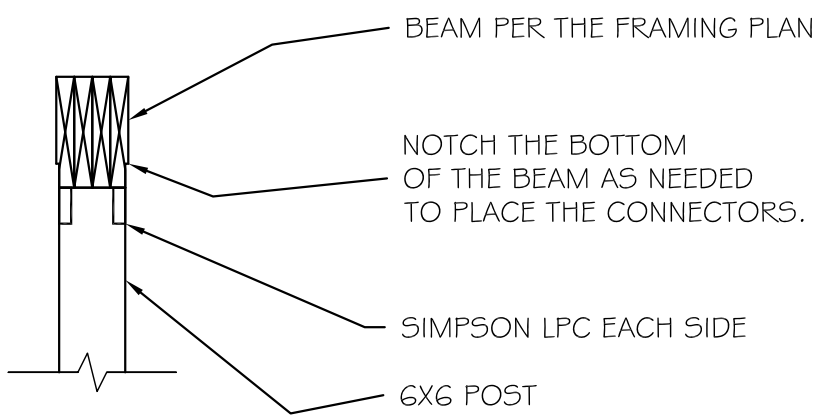 BEAM PER THE FRAMING PLAN
NOTCH THE BOTTOM
OF THE BEAM AS NEEDED
TO PLACE THE CONNECTORS.
SIMPSON LPC EACH SIDE
6X6 POST